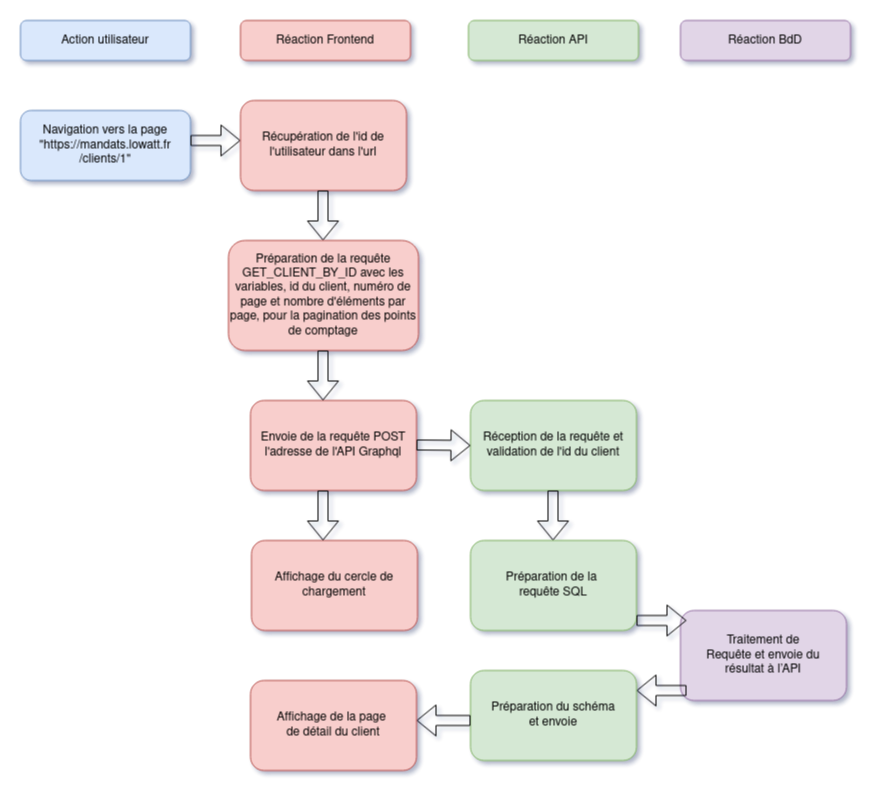 Action utilisateur
Réaction Frontend
Réaction API
Réaction BdD
Navigation vers la page
"https://mandats.lowatt.fr
/clients/1"
Récupération de l'id de
l'utilisateur dans l'url
Préparation de la requête
GET_CLIENT_BY_ID avec les
variables, id du client, numéro de
page et nombre d'éléments par
page, pour la pagination des points
de comptage
Envoie de la requête POST
l'adresse de l'API Graphql
Réception de la requête et
validation de l'id du client
Affichage du cercle de
chargement
Préparation de la
requête SQL
Traitement de
Requête et envoie du
résultat à l'API
Préparation du schéma
et envoie
Affichage de la page
de détail du client